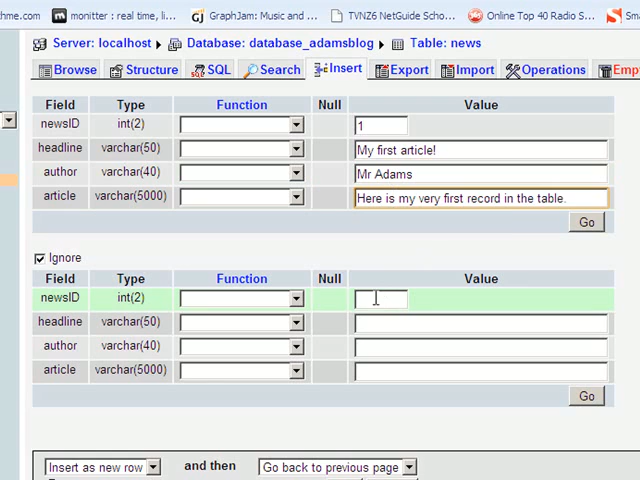 hme.com monitter : real time, li... GraphJam: Music and ... TVNZ6 NetGuide Scho... Online Top 40 Radio S... Sma
Server: localhost Database: database_adamsblog Table: news
Browse Structure SQL Search Insert Export Import Operations Emp
Field Type Function Null Value
newsID int(2) 1
headline varchar(50) My first article!
author varchar(40) Mr Adams
article varchar(5000) Here is my very first record in the table.
Go
Ignore
Field Type Function Null Value
newsID int(2)
headline varchar(50)
author varchar(40)
article varchar(5000)
Go
Insert as new row and then Go back to previous page